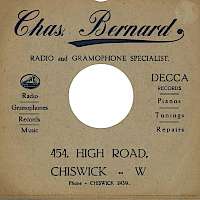 Chas. Bernard
RADIO and GRAMOPHONE SPECIALIST.
Radio
Gramophones
Records
Music
DECCA
RECORDS
Pianos
Tunings
Repairs
454, HIGH ROAD,
CHISWICK -- W
Phone - CHISWICK 2439.